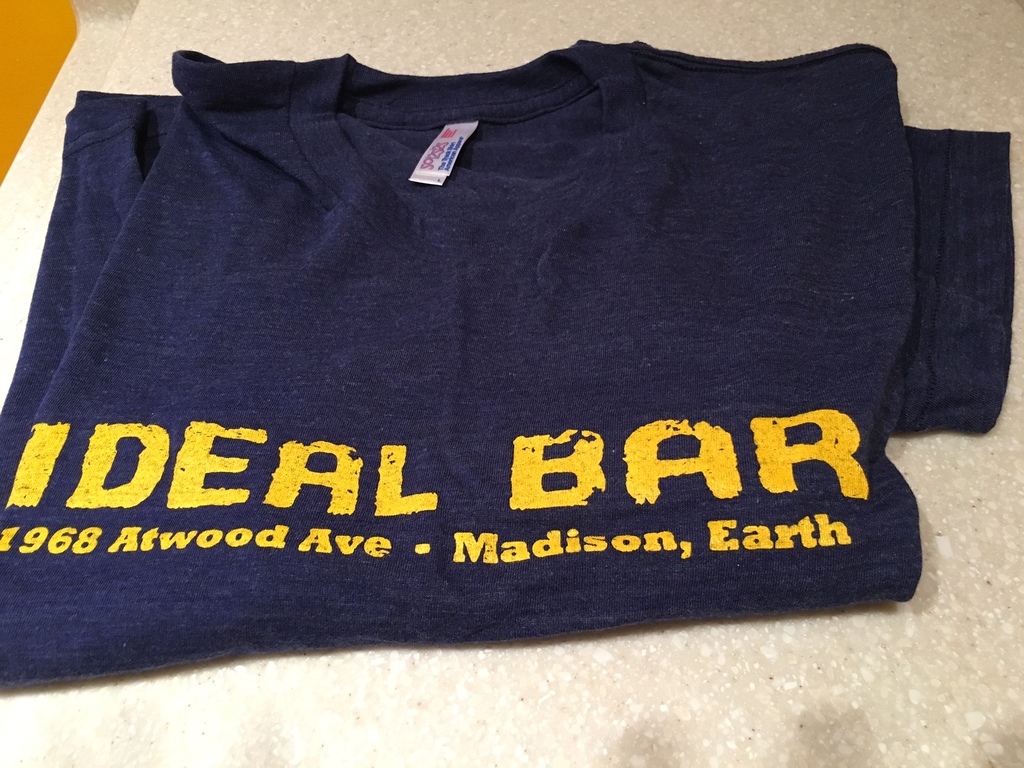 IDEAL BAR
1968 Atwood Ave · Madison, Earth